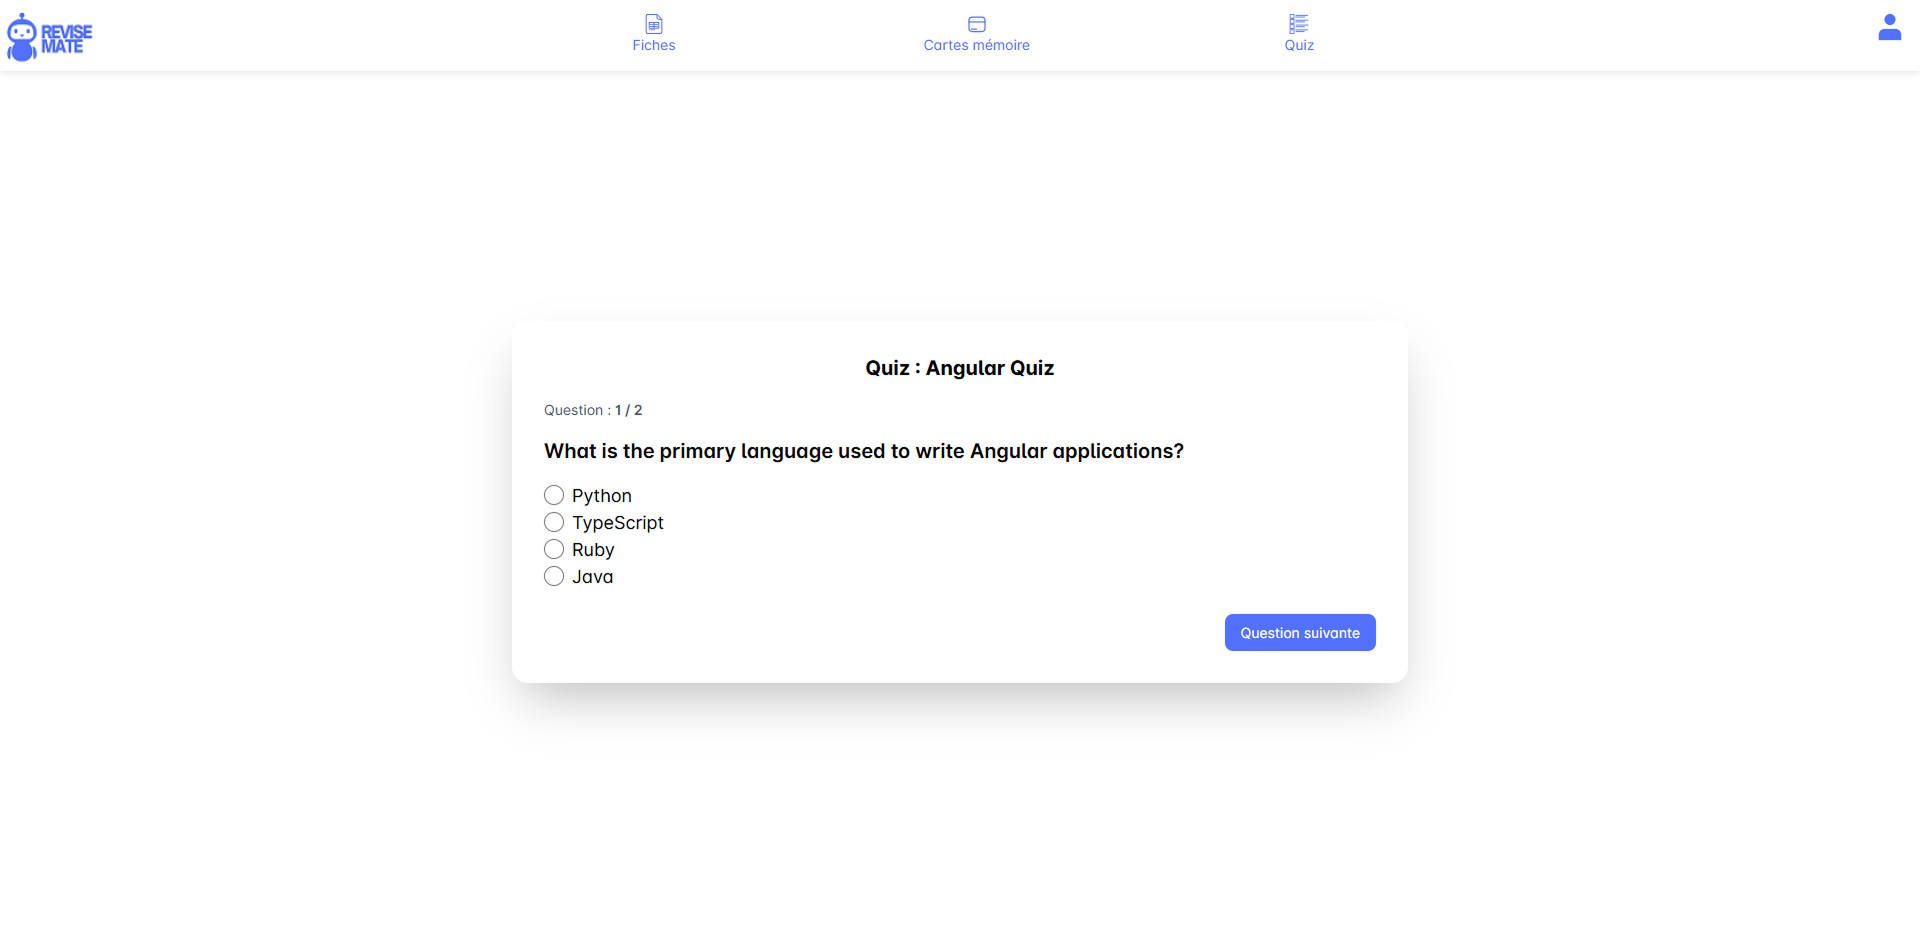 REVISE
MATE
Fiches
Cartes mémoire
Quiz
Quiz : Angular Quiz
Question : 1 / 2
What is the primary language used to write Angular applications?
Python
TypeScript
Ruby
Java
Question suivante